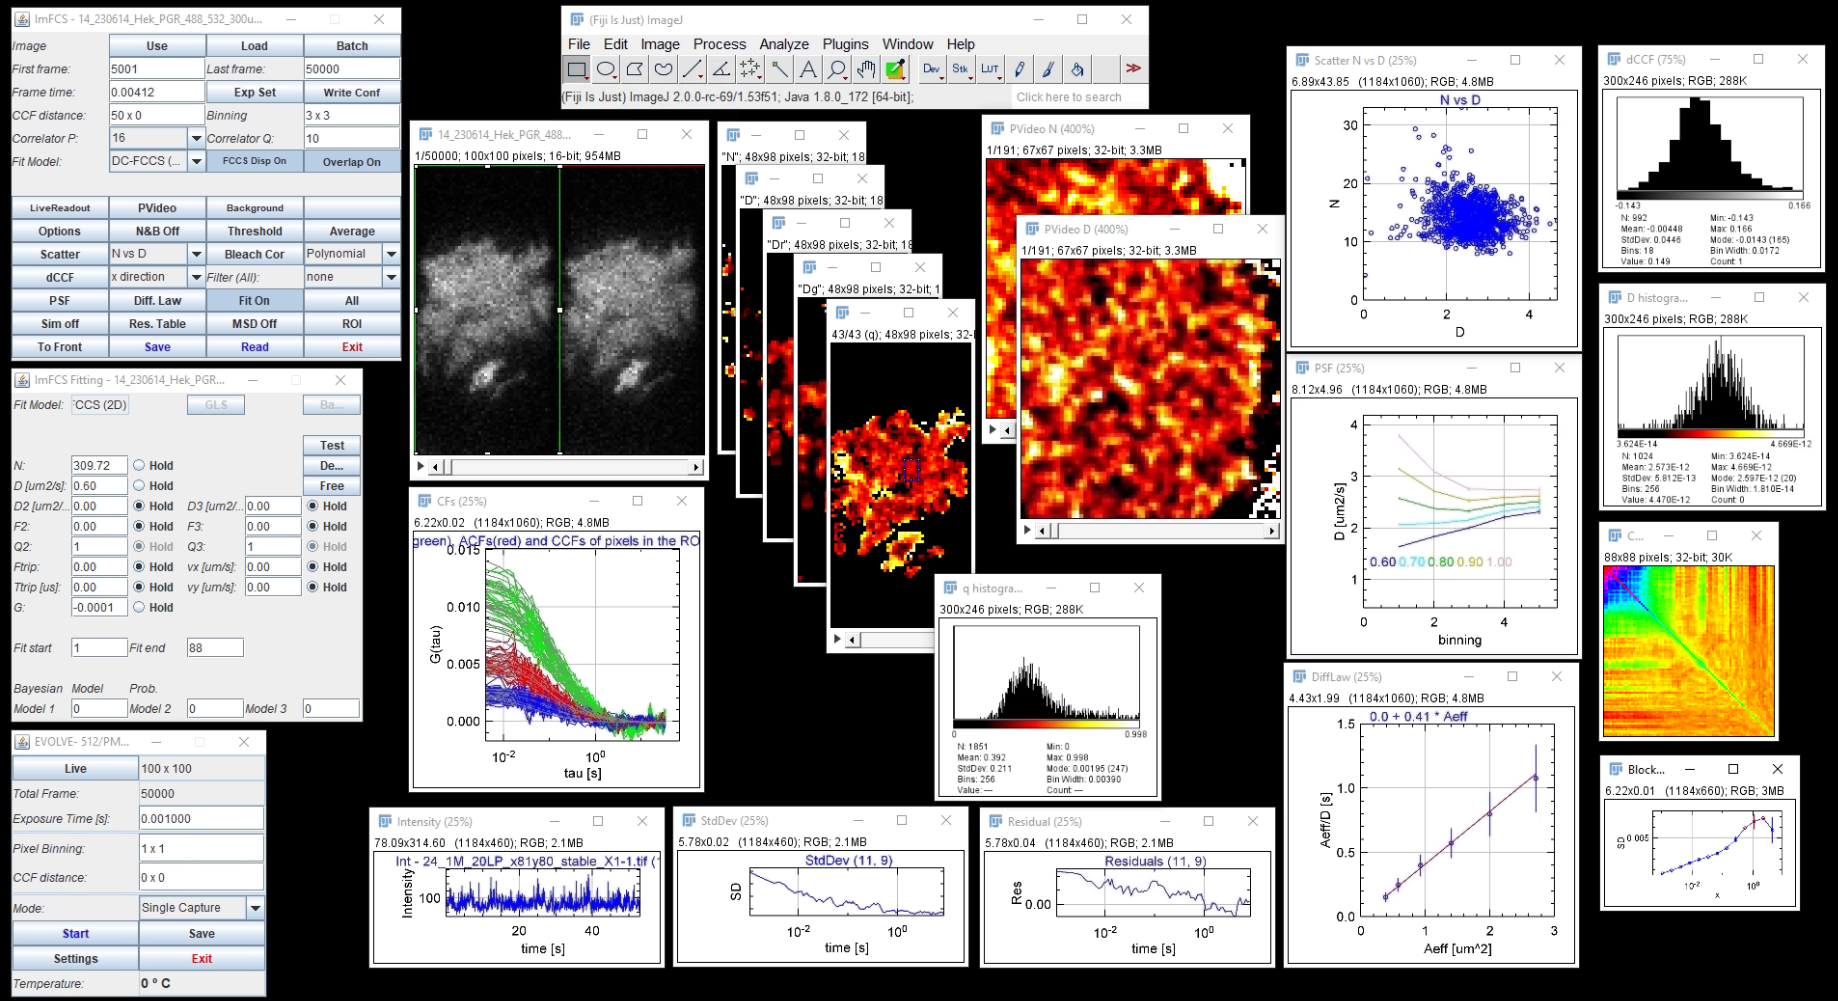 ImFCS - 14_230614_Hek_PGR_488_532_300u...
Image Use Load Batch
First frame: 5001 Last frame: 50000
Frame time: 0.00412 Exp Set Write Conf
CCF distance: 50 x 0 Binning 3 x 3
Correlator P: 16 Correlator Q: 10
Fit Model: DC-FCCS (... FCCS Disp On Overlap On
LiveReadout PVideo Background
Options N&B Off Threshold Average
Scatter N vs D Bleach Cor Polynomial
dCCF x direction Filter (All): none
PSF Diff. Law Fit On All
Sim off Res. Table MSD Off ROI
To Front Save Read Exit
ImFCS Fitting - 14_230614_Hek_PGR...
Fit Model: FCCS (2D) GLS Ba...
Test
N: 309.72 Hold De...
D [um2/s]: 0.60 Hold Free
D2 [um2/... 0.00 Hold D3 [um2/... 0.00 Hold
F2: 0.00 Hold F3: 0.00 Hold
Q2: 1 Hold Q3: 1 Hold
Ftrip: 0.00 Hold vx [um/s]: 0.00 Hold
Ttrip [us]: 0.00 Hold vy [um/s]: 0.00 Hold
G: -0.0001 Hold
Fit start 1 Fit end 88
Bayesian Model Prob.
Model 1 0 Model 2 0 Model 3 0
EVOLVE- 512/PM...
Live 100 x 100
Total Frame: 50000
Exposure Time [s]: 0.001000
Pixel Binning: 1 x 1
CCF distance: 0 x 0
Mode: Single Capture
Start Save
Settings Exit
Temperature: 0 ° C
(Fiji Is Just) ImageJ
File Edit Image Process Analyze Plugins Window Help
A Dev Stk LUT
(Fiji Is Just) ImageJ 2.0.0-rc-69/1.53f51; Java 1.8.0_172 [64-bit]; Click here to search
14_230614_Hek_PGR_488...
1/50000; 100x100 pixels; 16-bit; 954MB
"N"; 48x98 pixels; 32-bit; 18
"D"; 48x98 pixels; 32-bit; 18
"Dr"; 48x98 pixels; 32-bit; 18
"Dg"; 48x98 pixels; 32-bit; 1
43/43 (q); 48x98 pixels; 32-
PVideo N (400%)
1/191; 67x67 pixels; 32-bit; 3.3MB
PVideo D (400%)
1/191; 67x67 pixels; 32-bit; 3.3MB
CFs (25%)
6.22x0.02 (1184x1060); RGB; 4.8MB
green), ACFs(red) and CCFs of pixels in the RO
0.015
0.010
0.005
0.000
G(tau)
10-2 100
tau [s]
q histogra...
300x246 pixels; RGB; 288K
0 0.998
N: 1851 Min: 0
Mean: 0.392 Max: 0.998
StdDev: 0.211 Mode: 0.00195 (247)
Bins: 256 Bin Width: 0.00390
Value: --- Count: ---
Intensity (25%)
78.09x314.60 (1184x460); RGB; 2.1MB
Int - 24_1M_20LP_x81y80_stable_X1-1.tif (
Intensity
100
20 40
time [s]
StdDev (25%)
5.78x0.02 (1184x460); RGB; 2.1MB
StdDev (11, 9)
SD
10-2 100
time [s]
Residual (25%)
5.78x0.04 (1184x460); RGB; 2.1MB
Residuals (11, 9)
Res
0.00
10-2 100
time [s]
Scatter N vs D (25%)
6.89x43.85 (1184x1060); RGB; 4.8MB
N vs D
30
20
10
0
N
0 2 4
D
PSF (25%)
8.12x4.96 (1184x1060); RGB; 4.8MB
4
3
2
1
D [um2/s]
0.60 0.70 0.80 0.90 1.00
0 2 4
binning
DiffLaw (25%)
4.43x1.99 (1184x1060); RGB; 4.8MB
0.0 + 0.41 * Aeff
1.5
1.0
0.5
0.0
Aeff/D [s]
0 1 2 3
Aeff [um^2]
dCCF (75%)
300x246 pixels; RGB; 288K
-0.143 0.166
N: 992 Min: -0.143
Mean: -0.00448 Max: 0.166
StdDev: 0.0446 Mode: -0.0143 (165)
Bins: 18 Bin Width: 0.0172
Value: 0.149 Count: 1
D histogra...
300x246 pixels; RGB; 288K
3.624E-14 4.669E-12
N: 1024 Min: 3.624E-14
Mean: 2.573E-12 Max: 4.669E-12
StdDev: 5.812E-13 Mode: 2.597E-12 (20)
Bins: 256 Bin Width: 1.810E-14
Value: 4.470E-12 Count: 0
C...
88x88 pixels; 32-bit; 30K
Block...
6.22x0.01 (1184x660); RGB; 3MB
SD
0.005
10-2 100
x